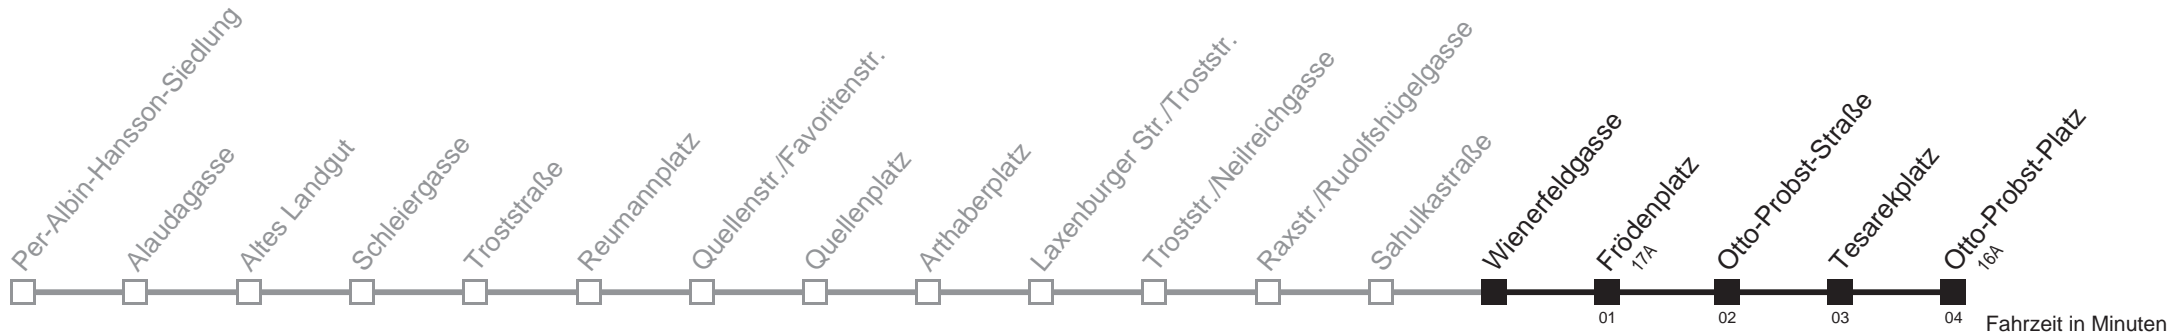 Per-Albin-Hansson-Siedlung
Alaudagasse
Altes Landgut
Schleiergasse
Troststraße
Reumannplatz
Quellenstr./Favoritenstr.
Quellenplatz
Arthaberplatz
Laxenburger Str./Troststr.
Troststr./Neilreichgasse
Raxstr./Rudolfshügelgasse
Sahulkastraße
Wienerfeldgasse
Frödenplatz
17A
Otto-Probst-Straße
Tesarekplatz
Otto-Probst-Platz
16A
01
02
03
04
Fahrzeit in Minuten